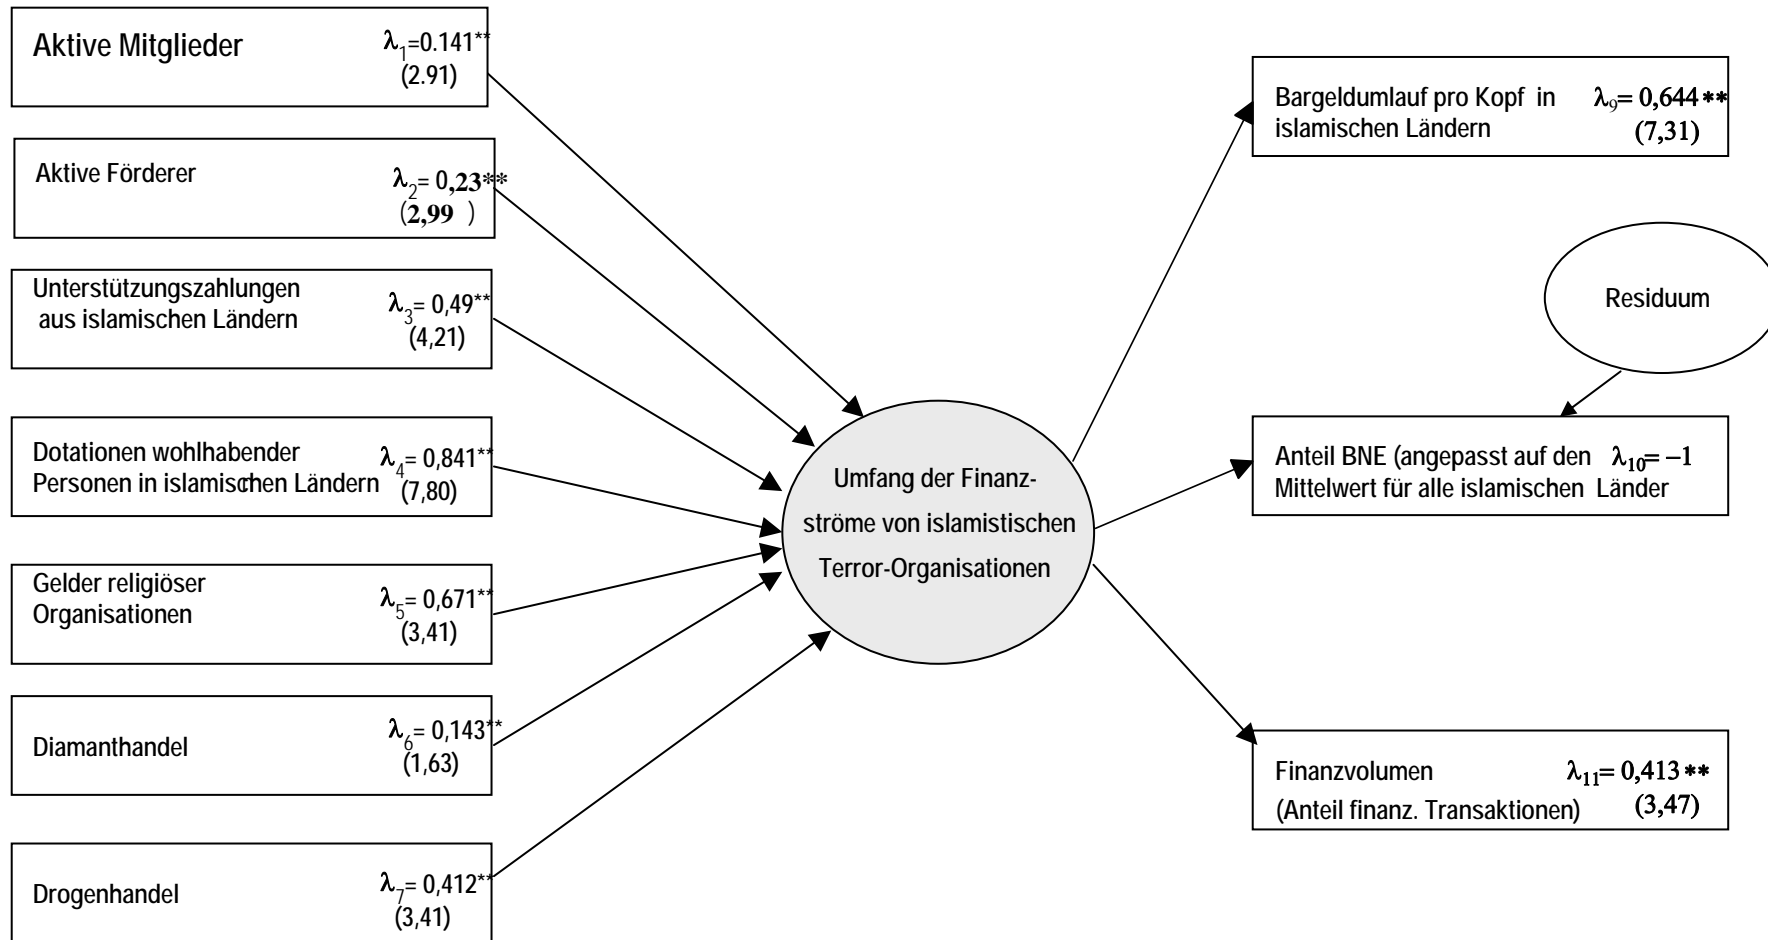 Aktive Mitglieder λ1=0.141**
(2.91)
Aktive Förderer λ2= 0,23**
(2,99 )
Unterstützungszahlungen
aus islamischen Ländern λ3= 0,49**
(4,21)
Dotationen wohlhabender
Personen in islamischen Ländern λ4= 0,841**
(7,80)
Gelder religiöser
Organisationen λ5= 0,671**
(3,41)
Diamanthandel λ6= 0,143**
(1,63)
Drogenhandel λ7= 0,412**
(3,41)
Umfang der Finanz-
ströme von islamistischen
Terror-Organisationen
Bargeldumlauf pro Kopf in λ9= 0,644 **
islamischen Ländern (7,31)
Residuum
Anteil BNE (angepasst auf den λ10= −1
Mittelwert für alle islamischen Länder
Finanzvolumen λ11= 0,413 **
(Anteil finanz. Transaktionen) (3,47)